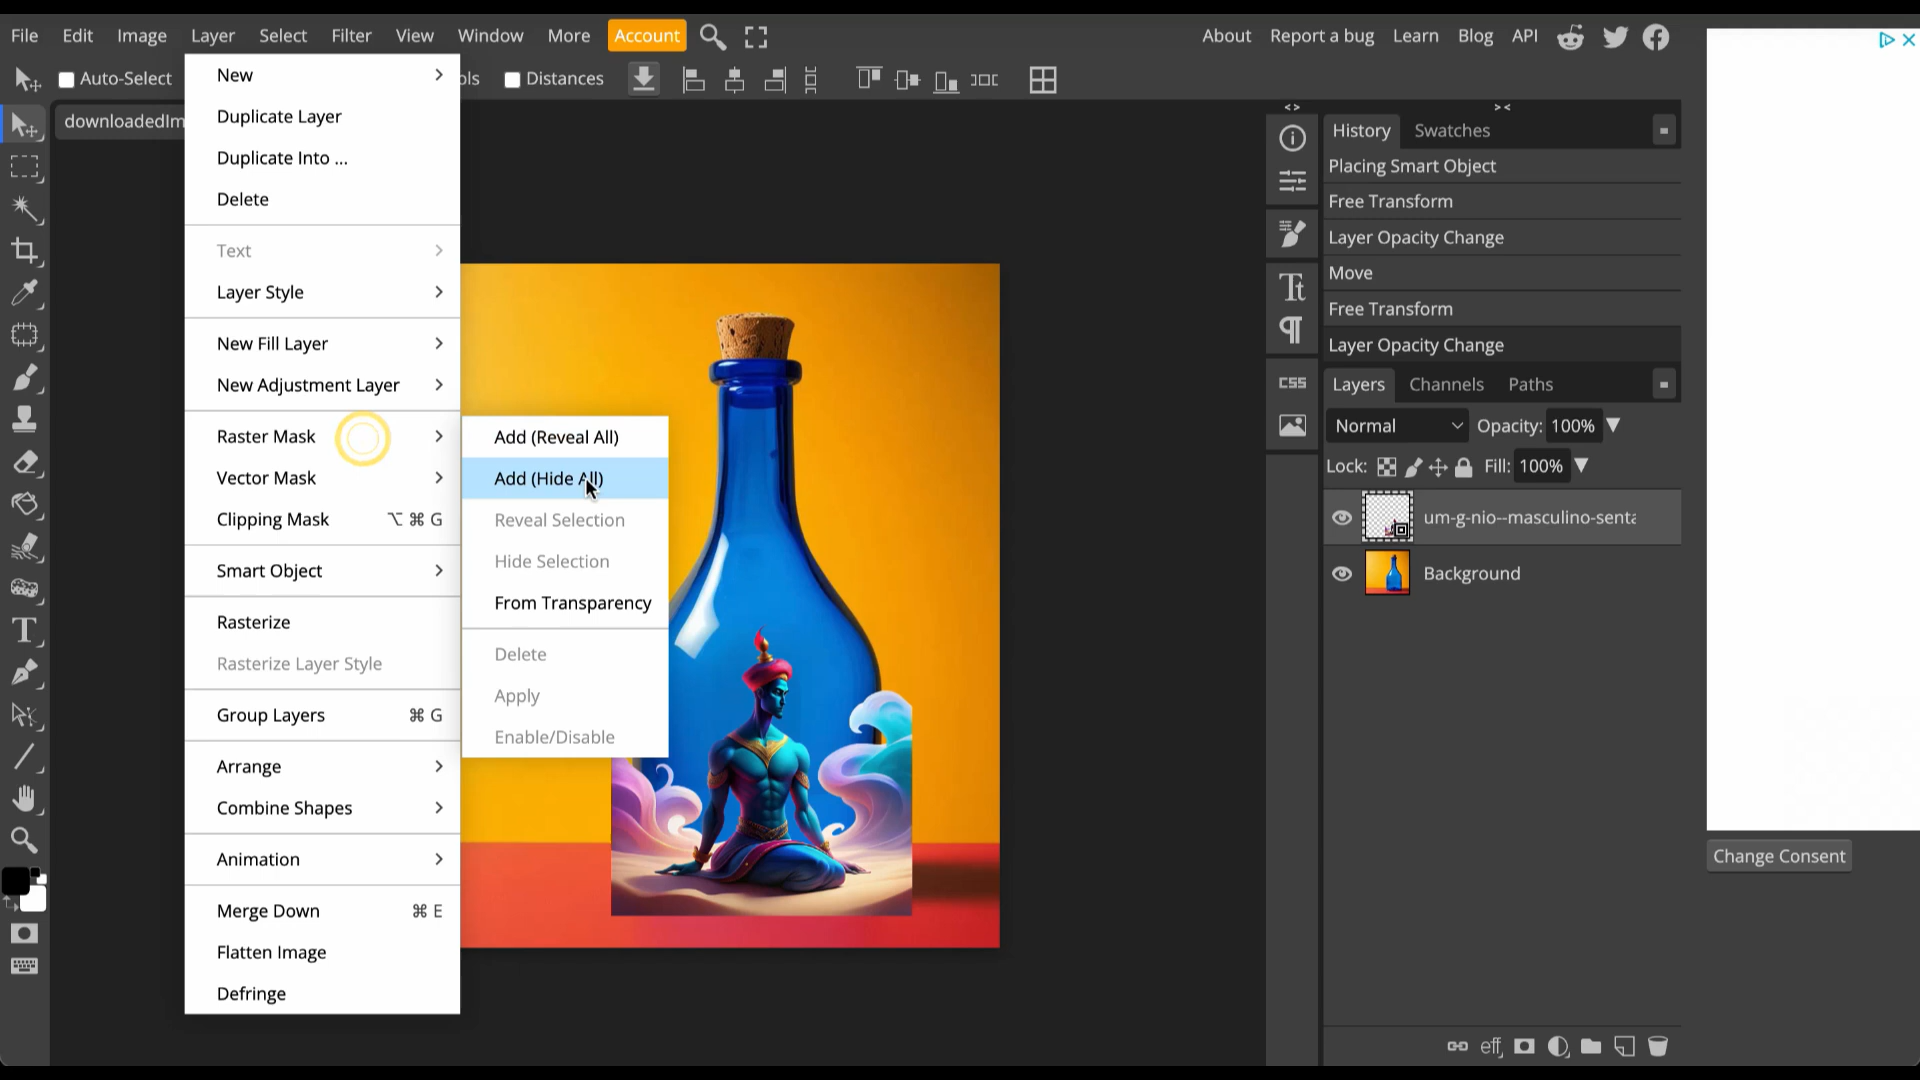 File Edit Image Layer Select Filter View Window More Account About Report a bug Learn Blog API
Auto-Select ols Distances
downloadedIm
New
Duplicate Layer
Duplicate Into ...
Delete
Text
Layer Style
New Fill Layer
New Adjustment Layer
Raster Mask
Vector Mask
Clipping Mask ⌥ ⌘ G
Smart Object
Rasterize
Rasterize Layer Style
Group Layers ⌘ G
Arrange
Combine Shapes
Animation
Merge Down ⌘ E
Flatten Image
Defringe
Add (Reveal All)
Add (Hide All)
Reveal Selection
Hide Selection
From Transparency
Delete
Apply
Enable/Disable
CSS
History Swatches
Placing Smart Object
Free Transform
Layer Opacity Change
Move
Free Transform
Layer Opacity Change
Layers Channels Paths
Normal Opacity: 100%
Lock: Fill: 100%
um-g-nio--masculino-senta
Background
eff
Change Consent